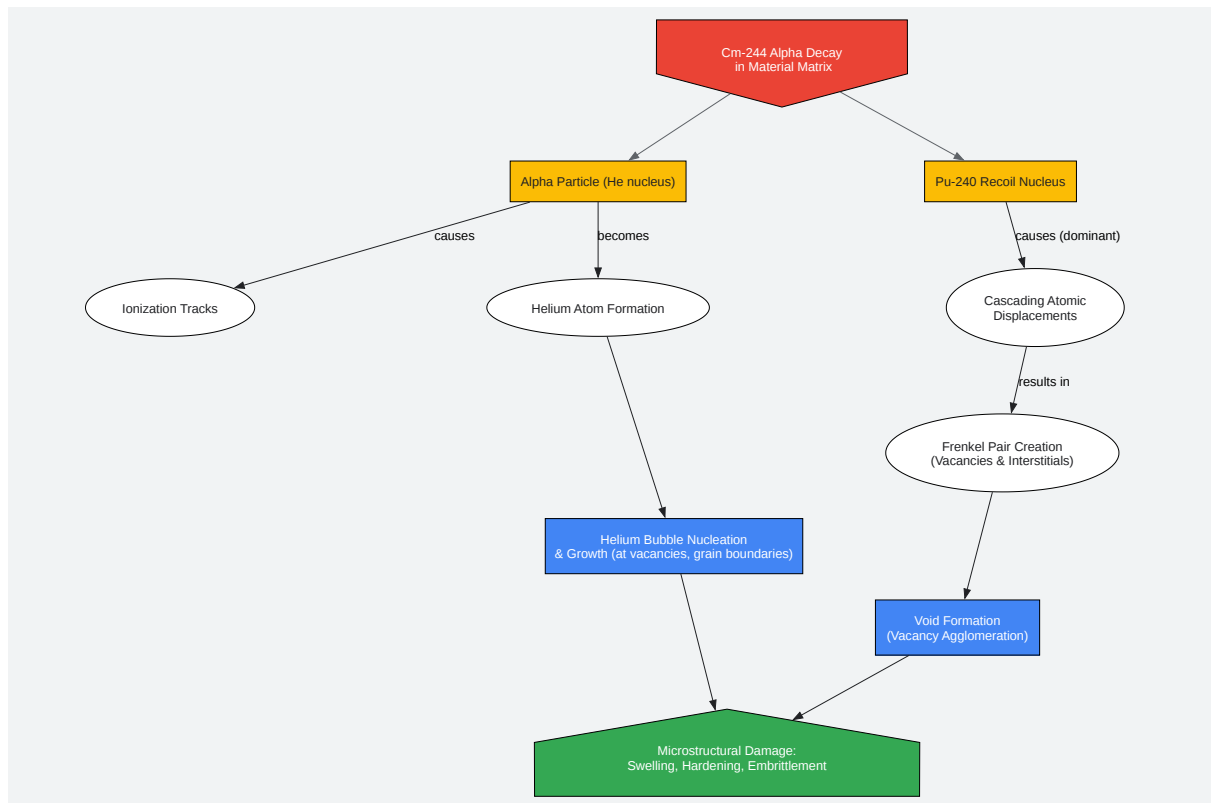 Cm-244 Alpha Decay
in Material Matrix
Alpha Particle (He nucleus)
Pu-240 Recoil Nucleus
causes
becomes
causes (dominant)
Ionization Tracks
Helium Atom Formation
Cascading Atomic
Displacements
results in
Frenkel Pair Creation
(Vacancies & Interstitials)
Helium Bubble Nucleation
& Growth (at vacancies, grain boundaries)
Void Formation
(Vacancy Agglomeration)
Microstructural Damage:
Swelling, Hardening, Embrittlement